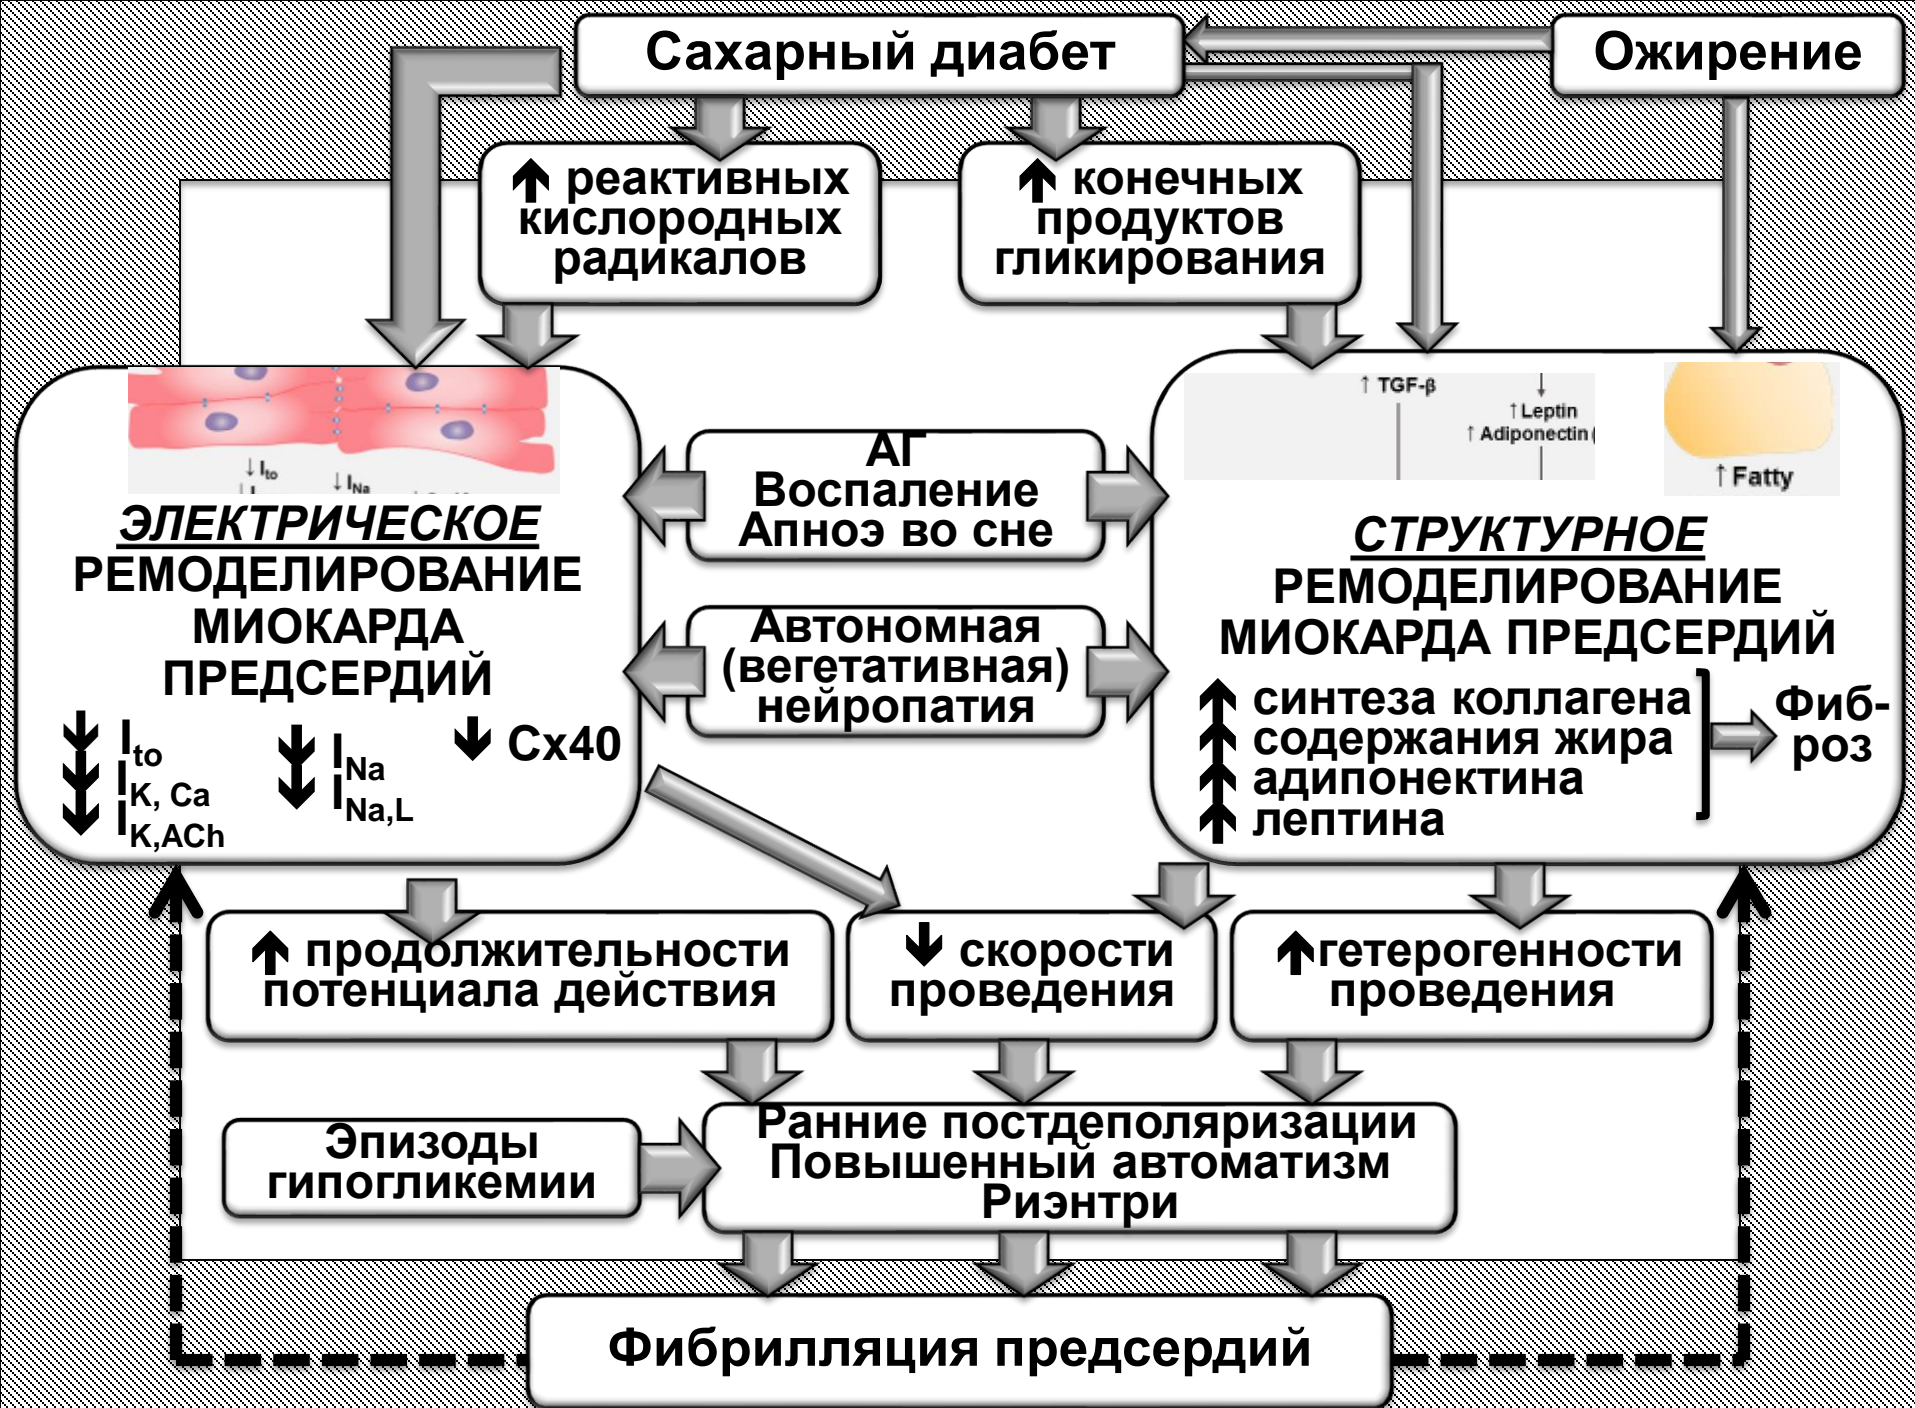 Сахарный диабет
Ожирение
↑ реактивных
кислородных
радикалов
↑ конечных
продуктов
гликирования
↓ Ito
↓ INa
↑ TGF-β
↑ Leptin
↑ Adiponectin
↑ Fatty
ЭЛЕКТРИЧЕСКОЕ
РЕМОДЕЛИРОВАНИЕ
МИОКАРДА
ПРЕДСЕРДИЙ
↓ Ito
↓ IK, Ca
↓ IK,ACh
↓ INa
↓ INa,L
↓ Cx40
АГ
Воспаление
Апноэ во сне
Автономная
(вегетативная)
нейропатия
СТРУКТУРНОЕ
РЕМОДЕЛИРОВАНИЕ
МИОКАРДА ПРЕДСЕРДИЙ
↑ синтеза коллагена
↑ содержания жира
↑ адипонектина
↑ лептина
Фиб-
роз
↑ продолжительности
потенциала действия
↓ скорости
проведения
↑гетерогенности
проведения
Эпизоды
гипогликемии
Ранние постдеполяризации
Повышенный автоматизм
Риэнтри
Фибрилляция предсердий